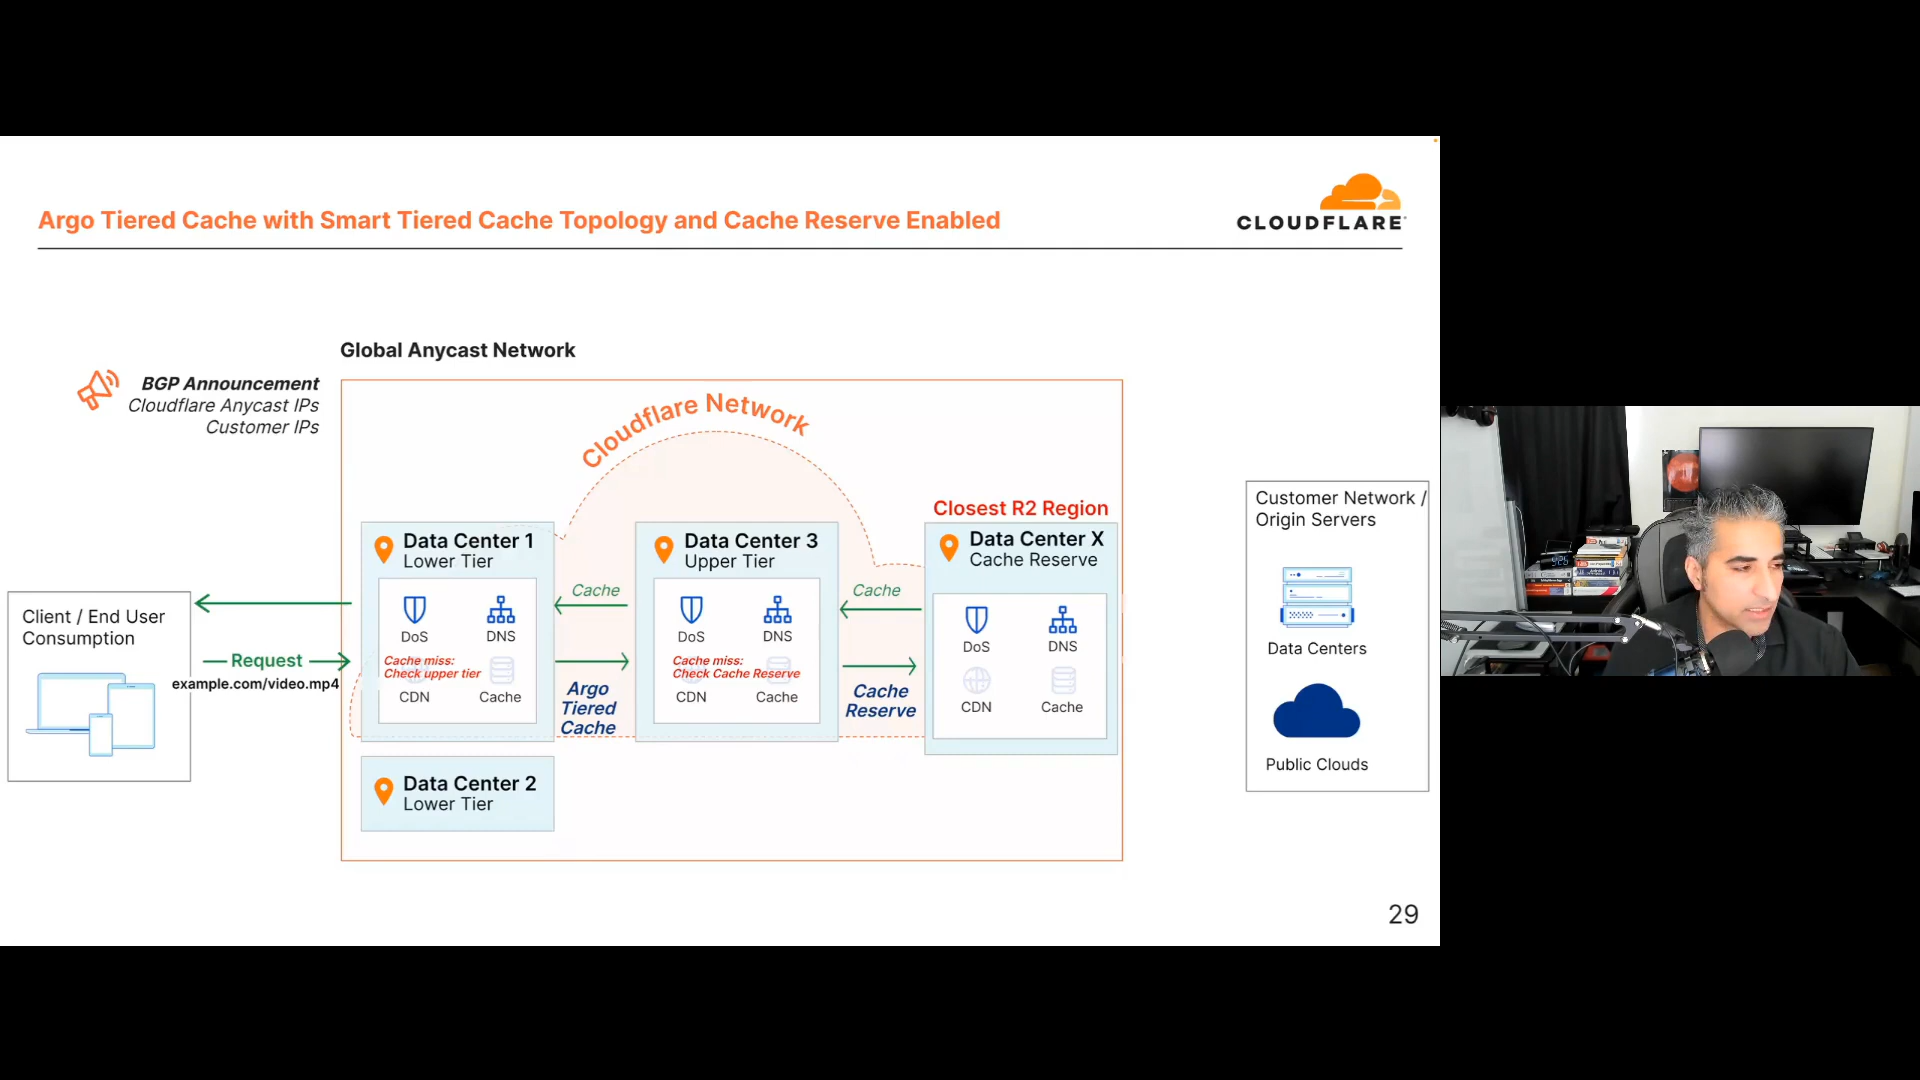 Argo Tiered Cache with Smart Tiered Cache Topology and Cache Reserve Enabled
CLOUDFLARE
Global Anycast Network
BGP Announcement
Cloudflare Anycast IPs
Customer IPs
Cloudflare Network
Closest R2 Region
Data Center 1
Lower Tier
DoS
DNS
Cache miss:
Check upper tier
CDN
Cache
Cache
Argo
Tiered
Cache
Data Center 3
Upper Tier
DoS
DNS
Cache miss:
Check Cache Reserve
CDN
Cache
Cache
Cache
Reserve
Data Center X
Cache Reserve
DoS
DNS
CDN
Cache
Data Center 2
Lower Tier
Client / End User
Consumption
Request
example.com/video.mp4
Customer Network /
Origin Servers
Data Centers
Public Clouds
29